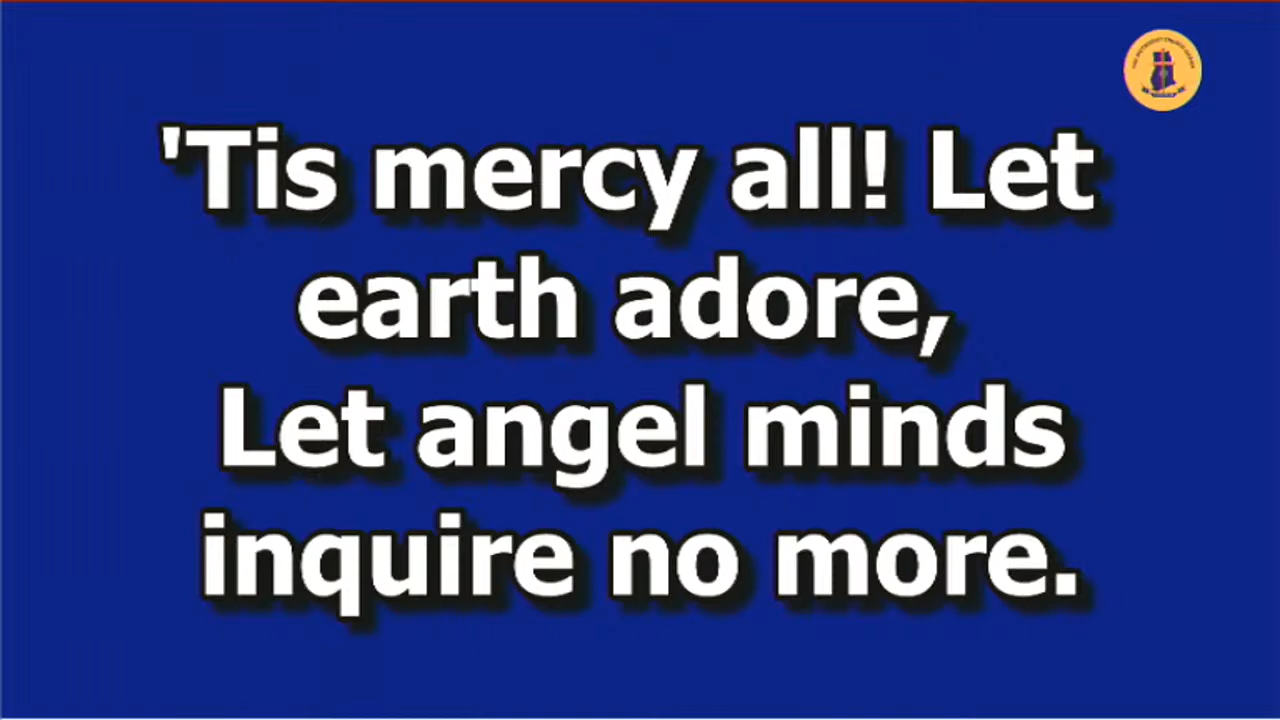 'Tis mercy all! Let
earth adore,
Let angel minds
inquire no more.